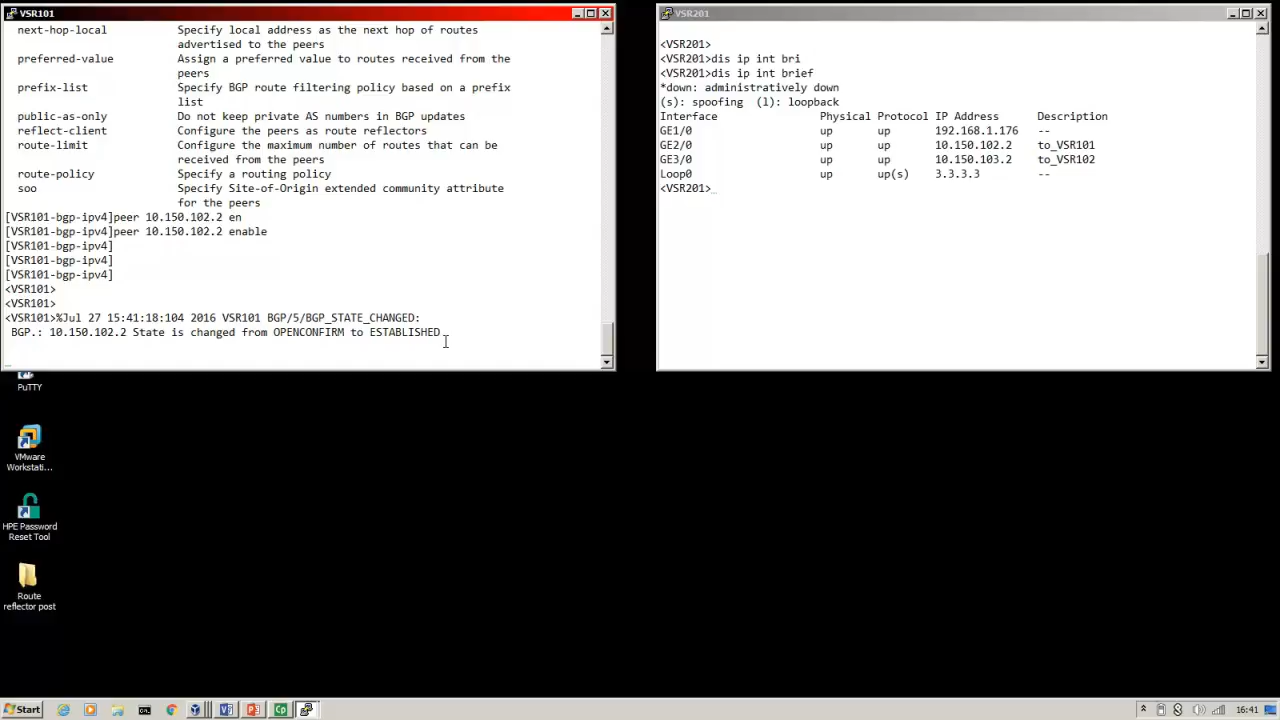 VSR101
next-hop-local Specify local address as the next hop of routes
advertised to the peers
preferred-value Assign a preferred value to routes received from the
peers
prefix-list Specify BGP route filtering policy based on a prefix
list
public-as-only Do not keep private AS numbers in BGP updates
reflect-client Configure the peers as route reflectors
route-limit Configure the maximum number of routes that can be
received from the peers
route-policy Specify a routing policy
soo Specify Site-of-Origin extended community attribute
for the peers
[VSR101-bgp-ipv4]peer 10.150.102.2 en
[VSR101-bgp-ipv4]peer 10.150.102.2 enable
[VSR101-bgp-ipv4]
[VSR101-bgp-ipv4]
[VSR101-bgp-ipv4]
<VSR101>
<VSR101>
<VSR101>%Jul 27 15:41:18:104 2016 VSR101 BGP/5/BGP_STATE_CHANGED:
BGP.: 10.150.102.2 State is changed from OPENCONFIRM to ESTABLISHED.
VSR201
<VSR201>
<VSR201>dis ip int bri
<VSR201>dis ip int brief
*down: administratively down
(s): spoofing (l): loopback
Interface Physical Protocol IP Address Description
GE1/0 up up 192.168.1.176 --
GE2/0 up up 10.150.102.2 to_VSR101
GE3/0 up up 10.150.103.2 to_VSR102
Loop0 up up(s) 3.3.3.3 --
<VSR201>_
PuTTY
VMware
Workstati...
HPE Password
Reset Tool
Route
reflector post
Start
16:41